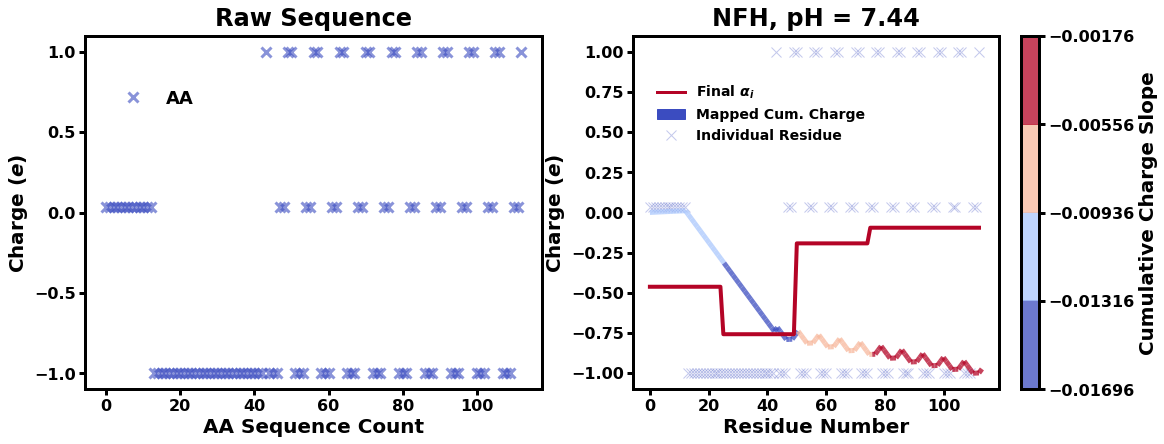 Raw Sequence
1.0
0.5
0.0
−0.5
−1.0
Charge (e)
AA
0 20 40 60 80 100
AA Sequence Count
NFH, pH = 7.44
1.00
0.75
0.50
0.25
0.00
−0.25
−0.50
−0.75
−1.00
Charge (e)
Final αᵢ
Mapped Cum. Charge
Individual Residue
0 20 40 60 80 100
Residue Number
−0.00176
−0.00556
−0.00936
−0.01316
−0.01696
Cumulative Charge Slope